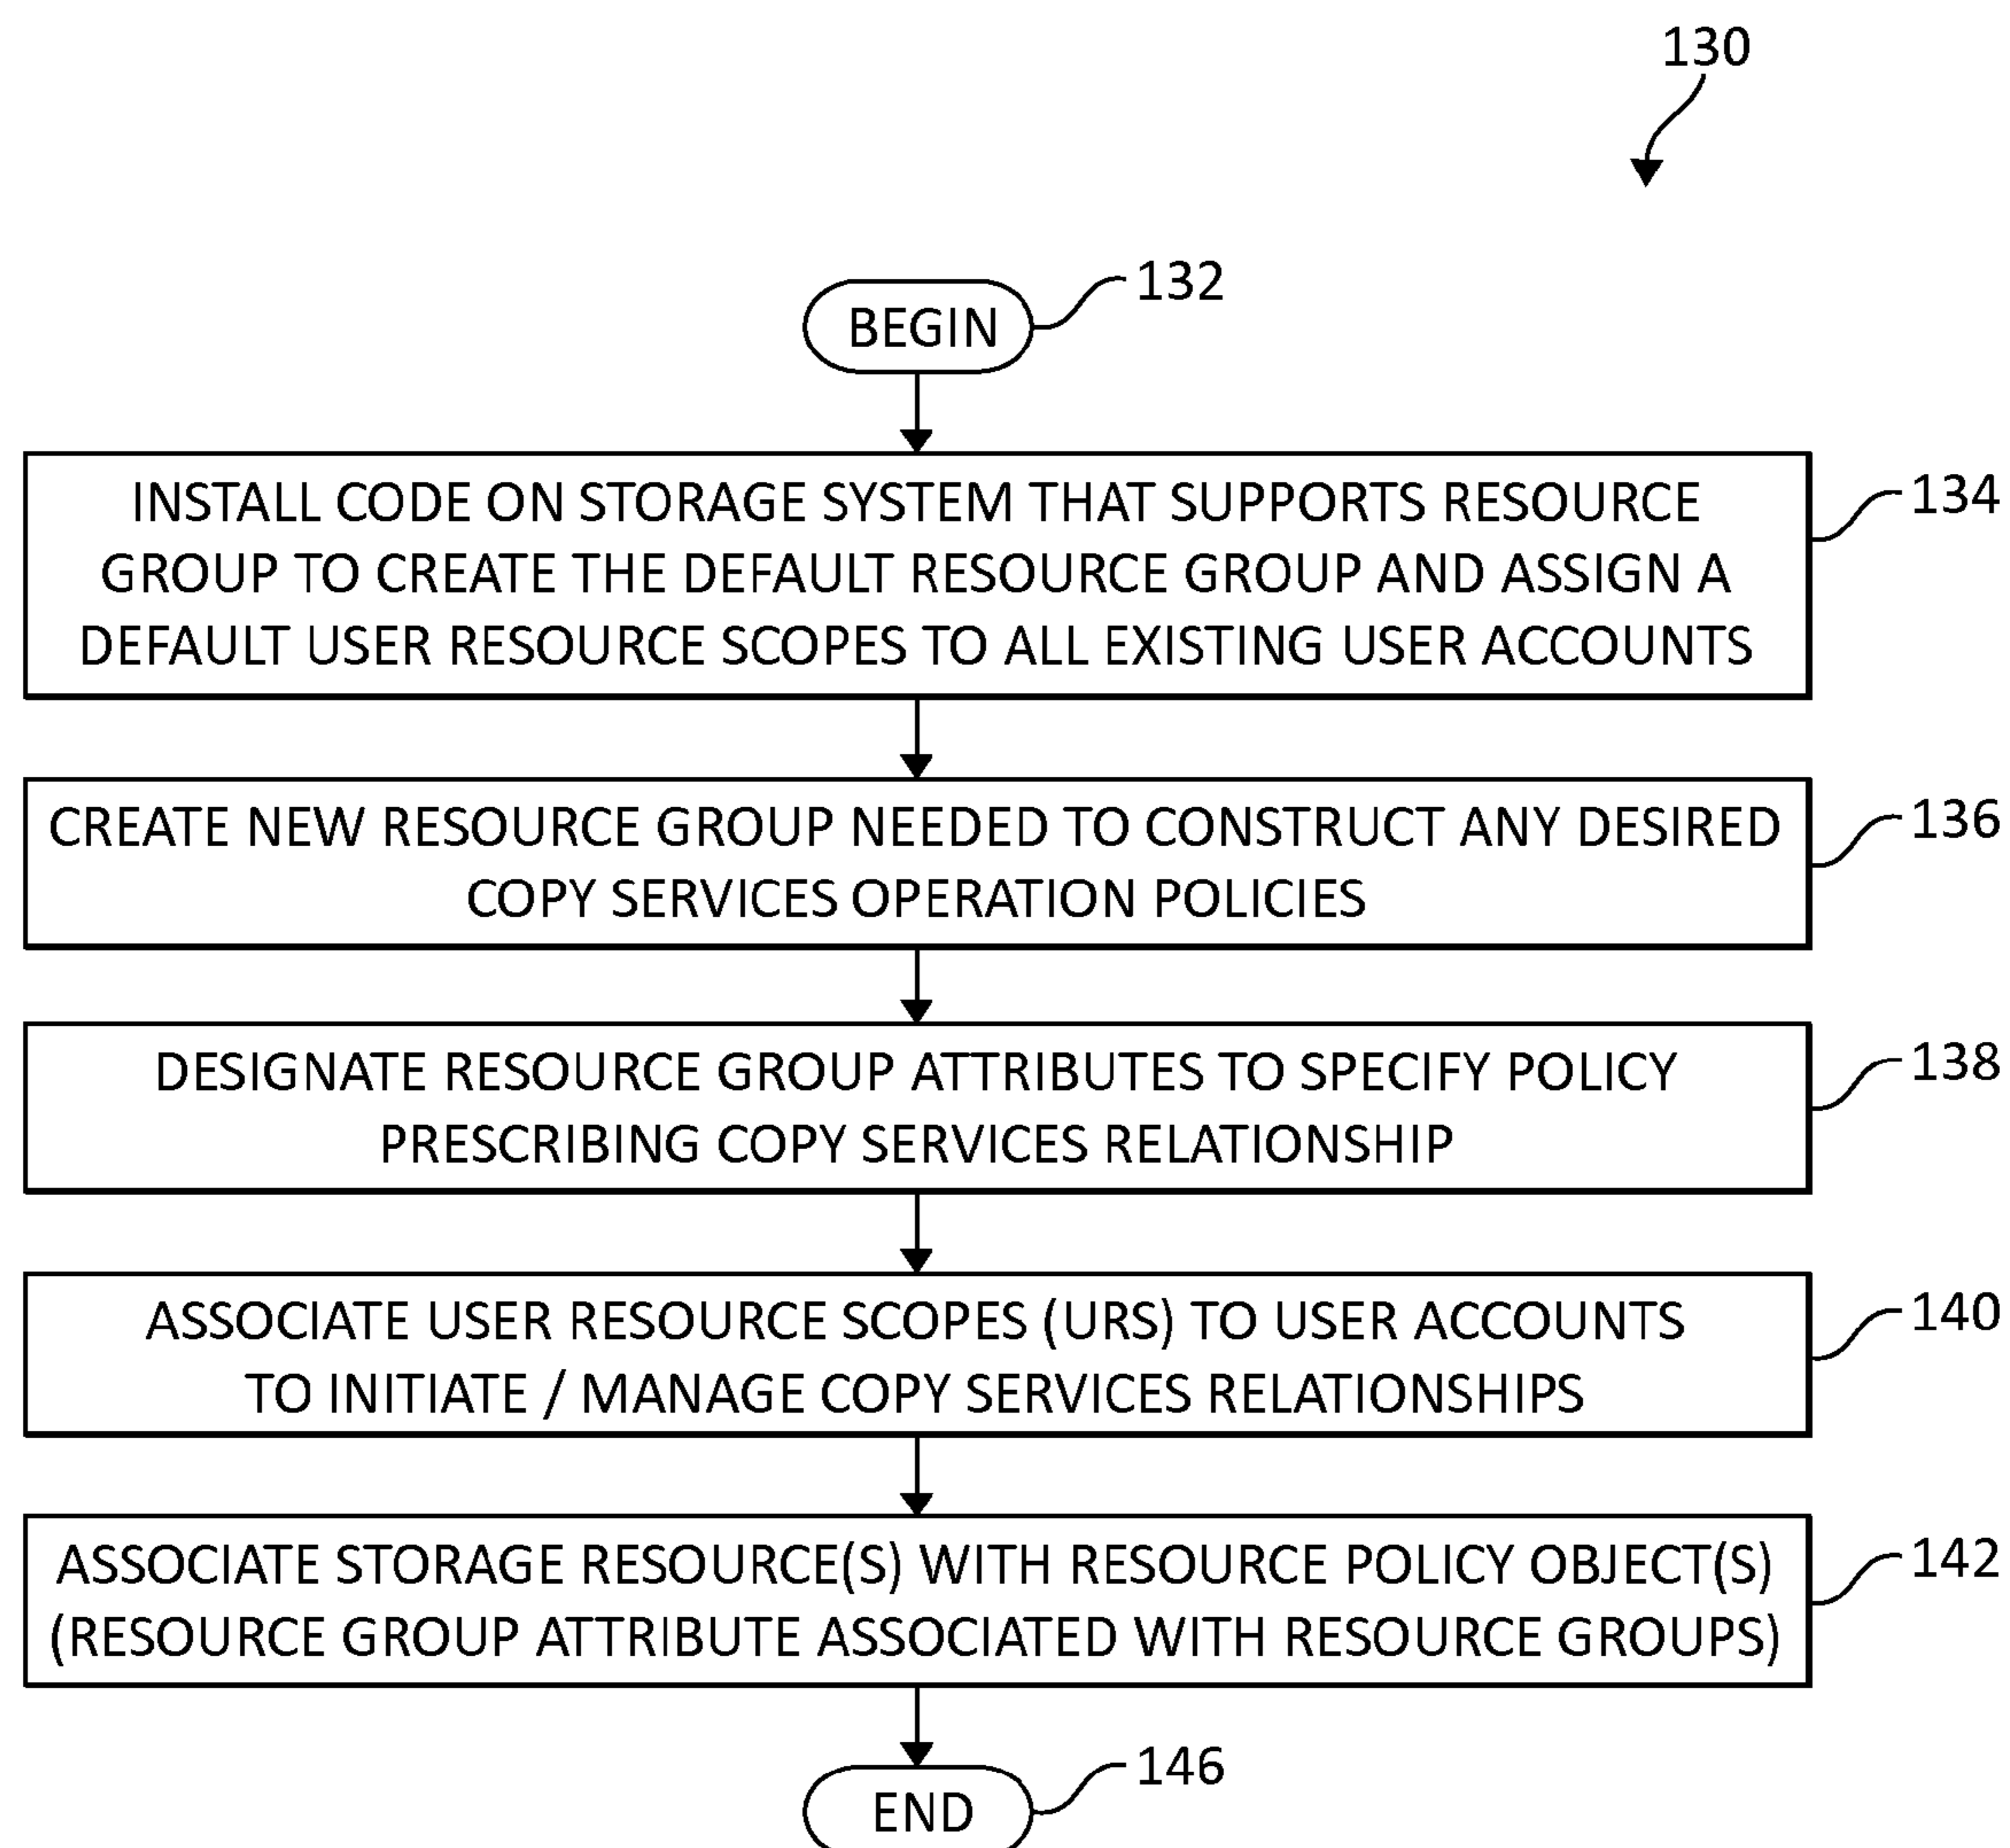 130
BEGIN
132
INSTALL CODE ON STORAGE SYSTEM THAT SUPPORTS RESOURCE
GROUP TO CREATE THE DEFAULT RESOURCE GROUP AND ASSIGN A
DEFAULT USER RESOURCE SCOPES TO ALL EXISTING USER ACCOUNTS
134
CREATE NEW RESOURCE GROUP NEEDED TO CONSTRUCT ANY DESIRED
COPY SERVICES OPERATION POLICIES
136
DESIGNATE RESOURCE GROUP ATTRIBUTES TO SPECIFY POLICY
PRESCRIBING COPY SERVICES RELATIONSHIP
138
ASSOCIATE USER RESOURCE SCOPES (URS) TO USER ACCOUNTS
TO INITIATE / MANAGE COPY SERVICES RELATIONSHIPS
140
ASSOCIATE STORAGE RESOURCE(S) WITH RESOURCE POLICY OBJECT(S)
(RESOURCE GROUP ATTRIBUTE ASSOCIATED WITH RESOURCE GROUPS)
142
END
146